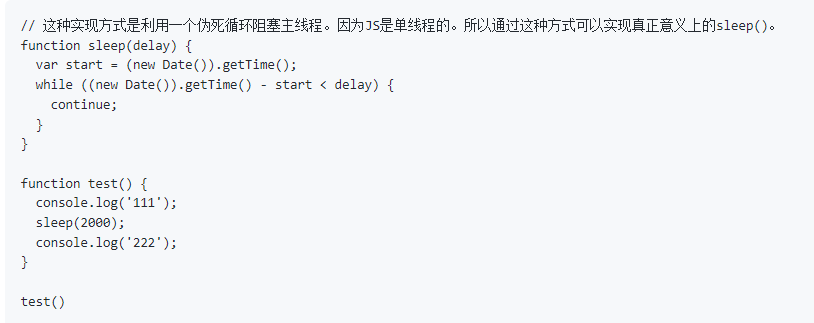 // 这种实现方式是利用一个伪死循环阻塞主线程。因为JS是单线程的。所以通过这种方式可以实现真正意义上的sleep()。
function sleep(delay) {
  var start = (new Date()).getTime();
  while ((new Date()).getTime() - start < delay) {
    continue;
  }
}

function test() {
  console.log('111');
  sleep(2000);
  console.log('222');
}

test()